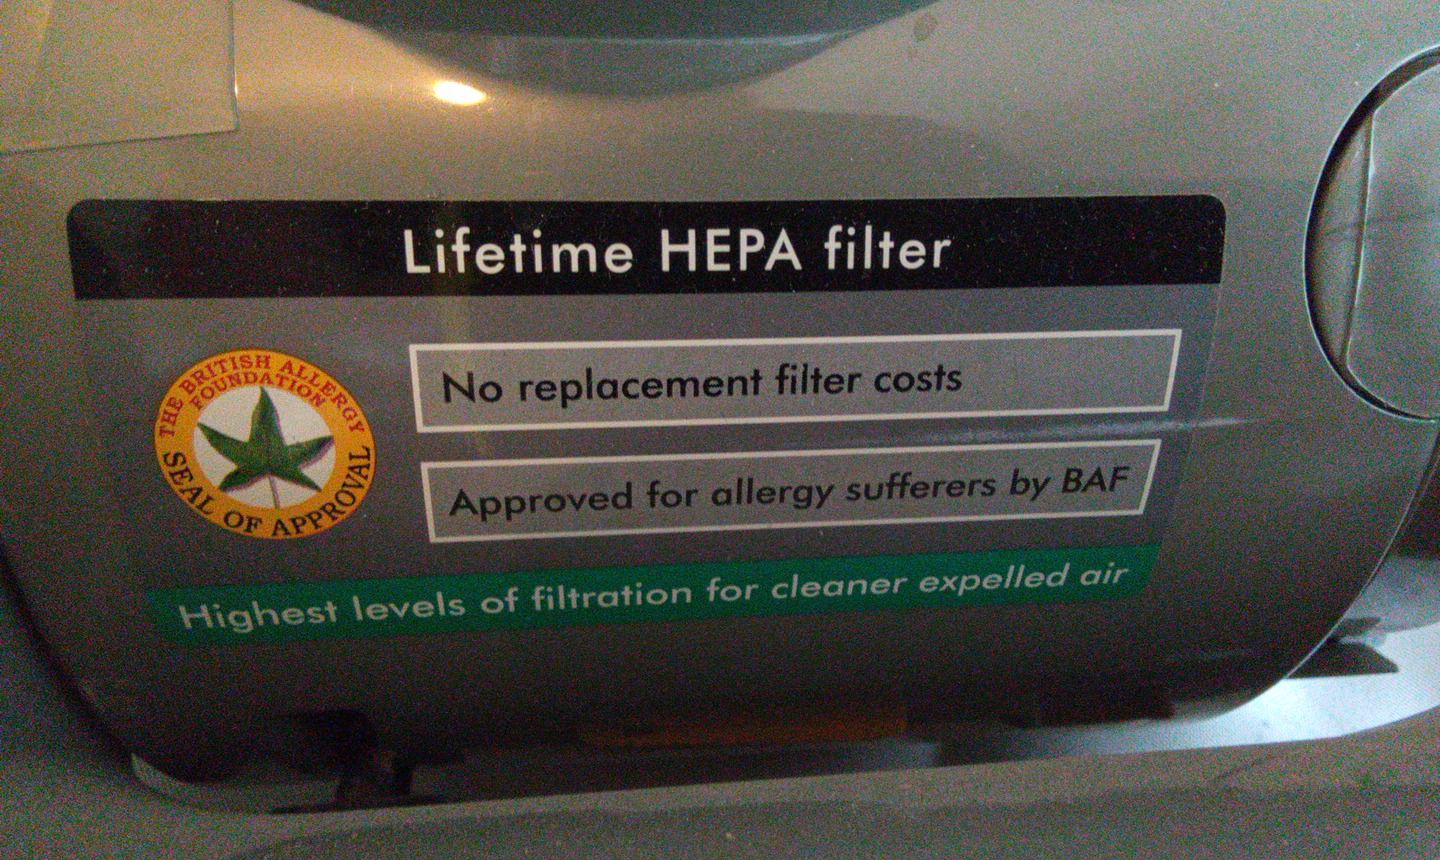 Lifetime HEPA filter
THE BRITISH ALLERGY
FOUNDATION
SEAL OF APPROVAL
No replacement filter costs
Approved for allergy sufferers by BAF
Highest levels of filtration for cleaner expelled air